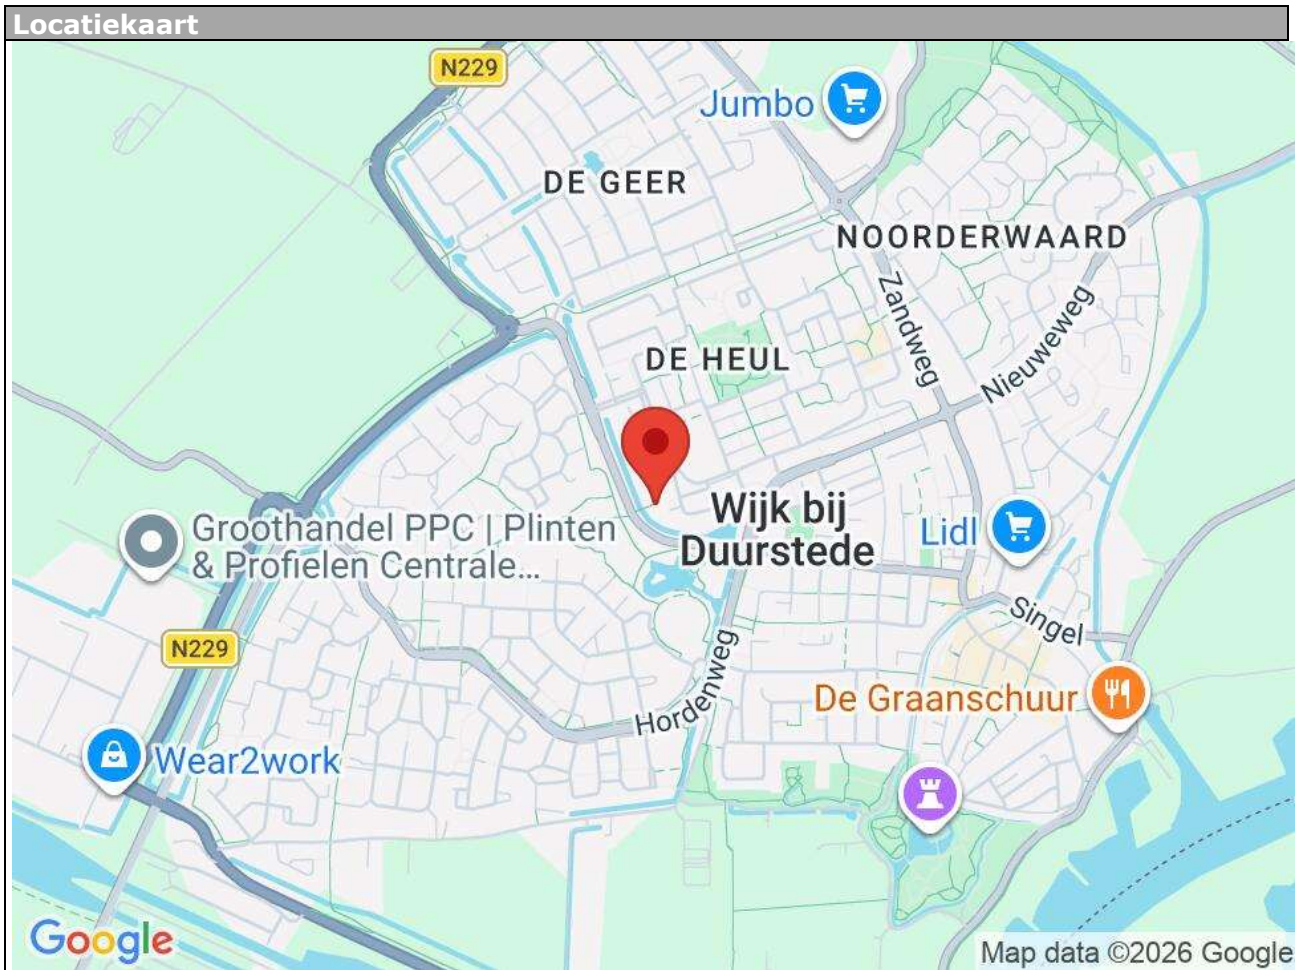 Locatiekaart
N229
Jumbo
DE GEER
NOORDERWAARD
Zandweg
Nieuweweg
DE HEUL
Wijk bij
Duurstede
Lidl
Groothandel PPC | Plinten
& Profielen Centrale...
Singel
N229
Hordenweg
De Graanschuur
Wear2work
Google
Map data ©2026 Google